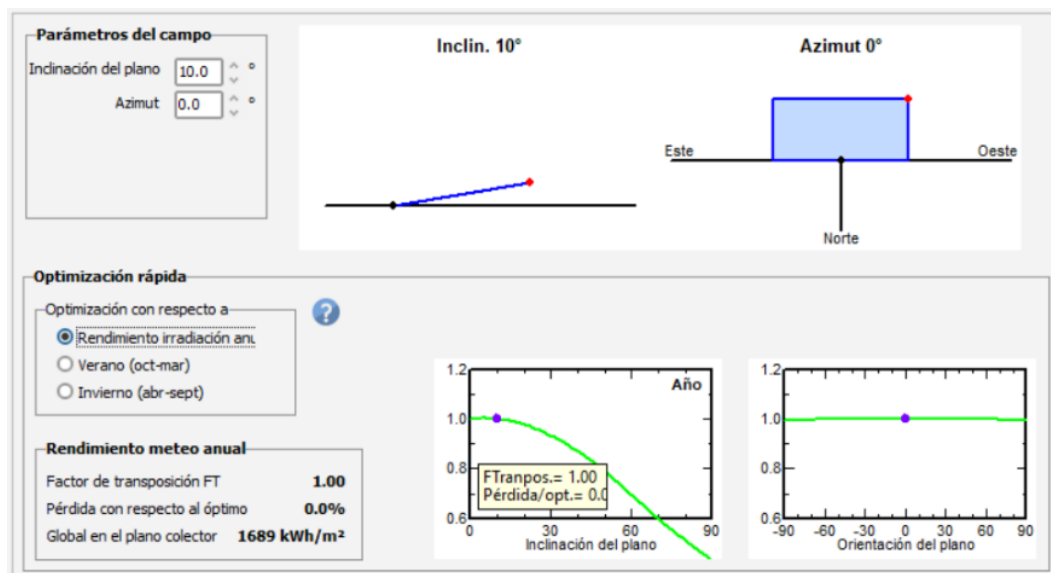 Parámetros del campo
Inclinación del plano 10.0 °
Azimut 0.0 °
Inclin. 10°
Azimut 0°
Este
Oeste
Norte
Optimización rápida
Optimización con respecto a
Rendimiento irradiación anu
Verano (oct-mar)
Invierno (abr-sept)
?
Rendimiento meteo anual
Factor de transposición FT 1.00
Pérdida con respecto al óptimo 0.0%
Global en el plano colector 1689 kWh/m²
Año
1.2
1.0
0.8
0.6
FTranpos.= 1.00
Pérdida/opt.= 0.0
0 30 60 90
Inclinación del plano
1.2
1.0
0.8
0.6
-90 -60 -30 0 30 60 90
Orientación del plano